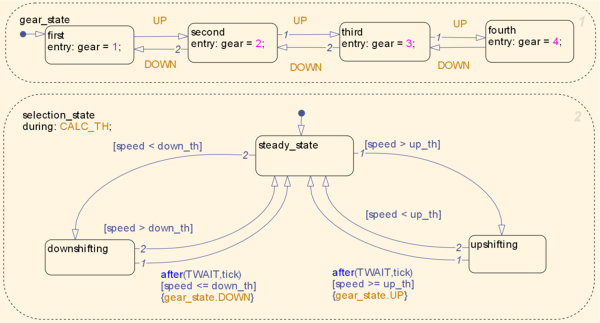 gear_state
1
UP
UP
UP
first
entry: gear = 1;
second
entry: gear = 2;
third
entry: gear = 3;
fourth
entry: gear = 4;
2
1
2
1
2
DOWN
DOWN
DOWN
selection_state
during: CALC_TH;
2
steady_state
[speed < down_th]
2
1
[speed > up_th]
[speed > down_th]
[speed < up_th]
downshifting
2
1
upshifting
2
1
after(TWAIT,tick)
[speed <= down_th]
{gear_state.DOWN}
after(TWAIT,tick)
[speed >= up_th]
{gear_state.UP}